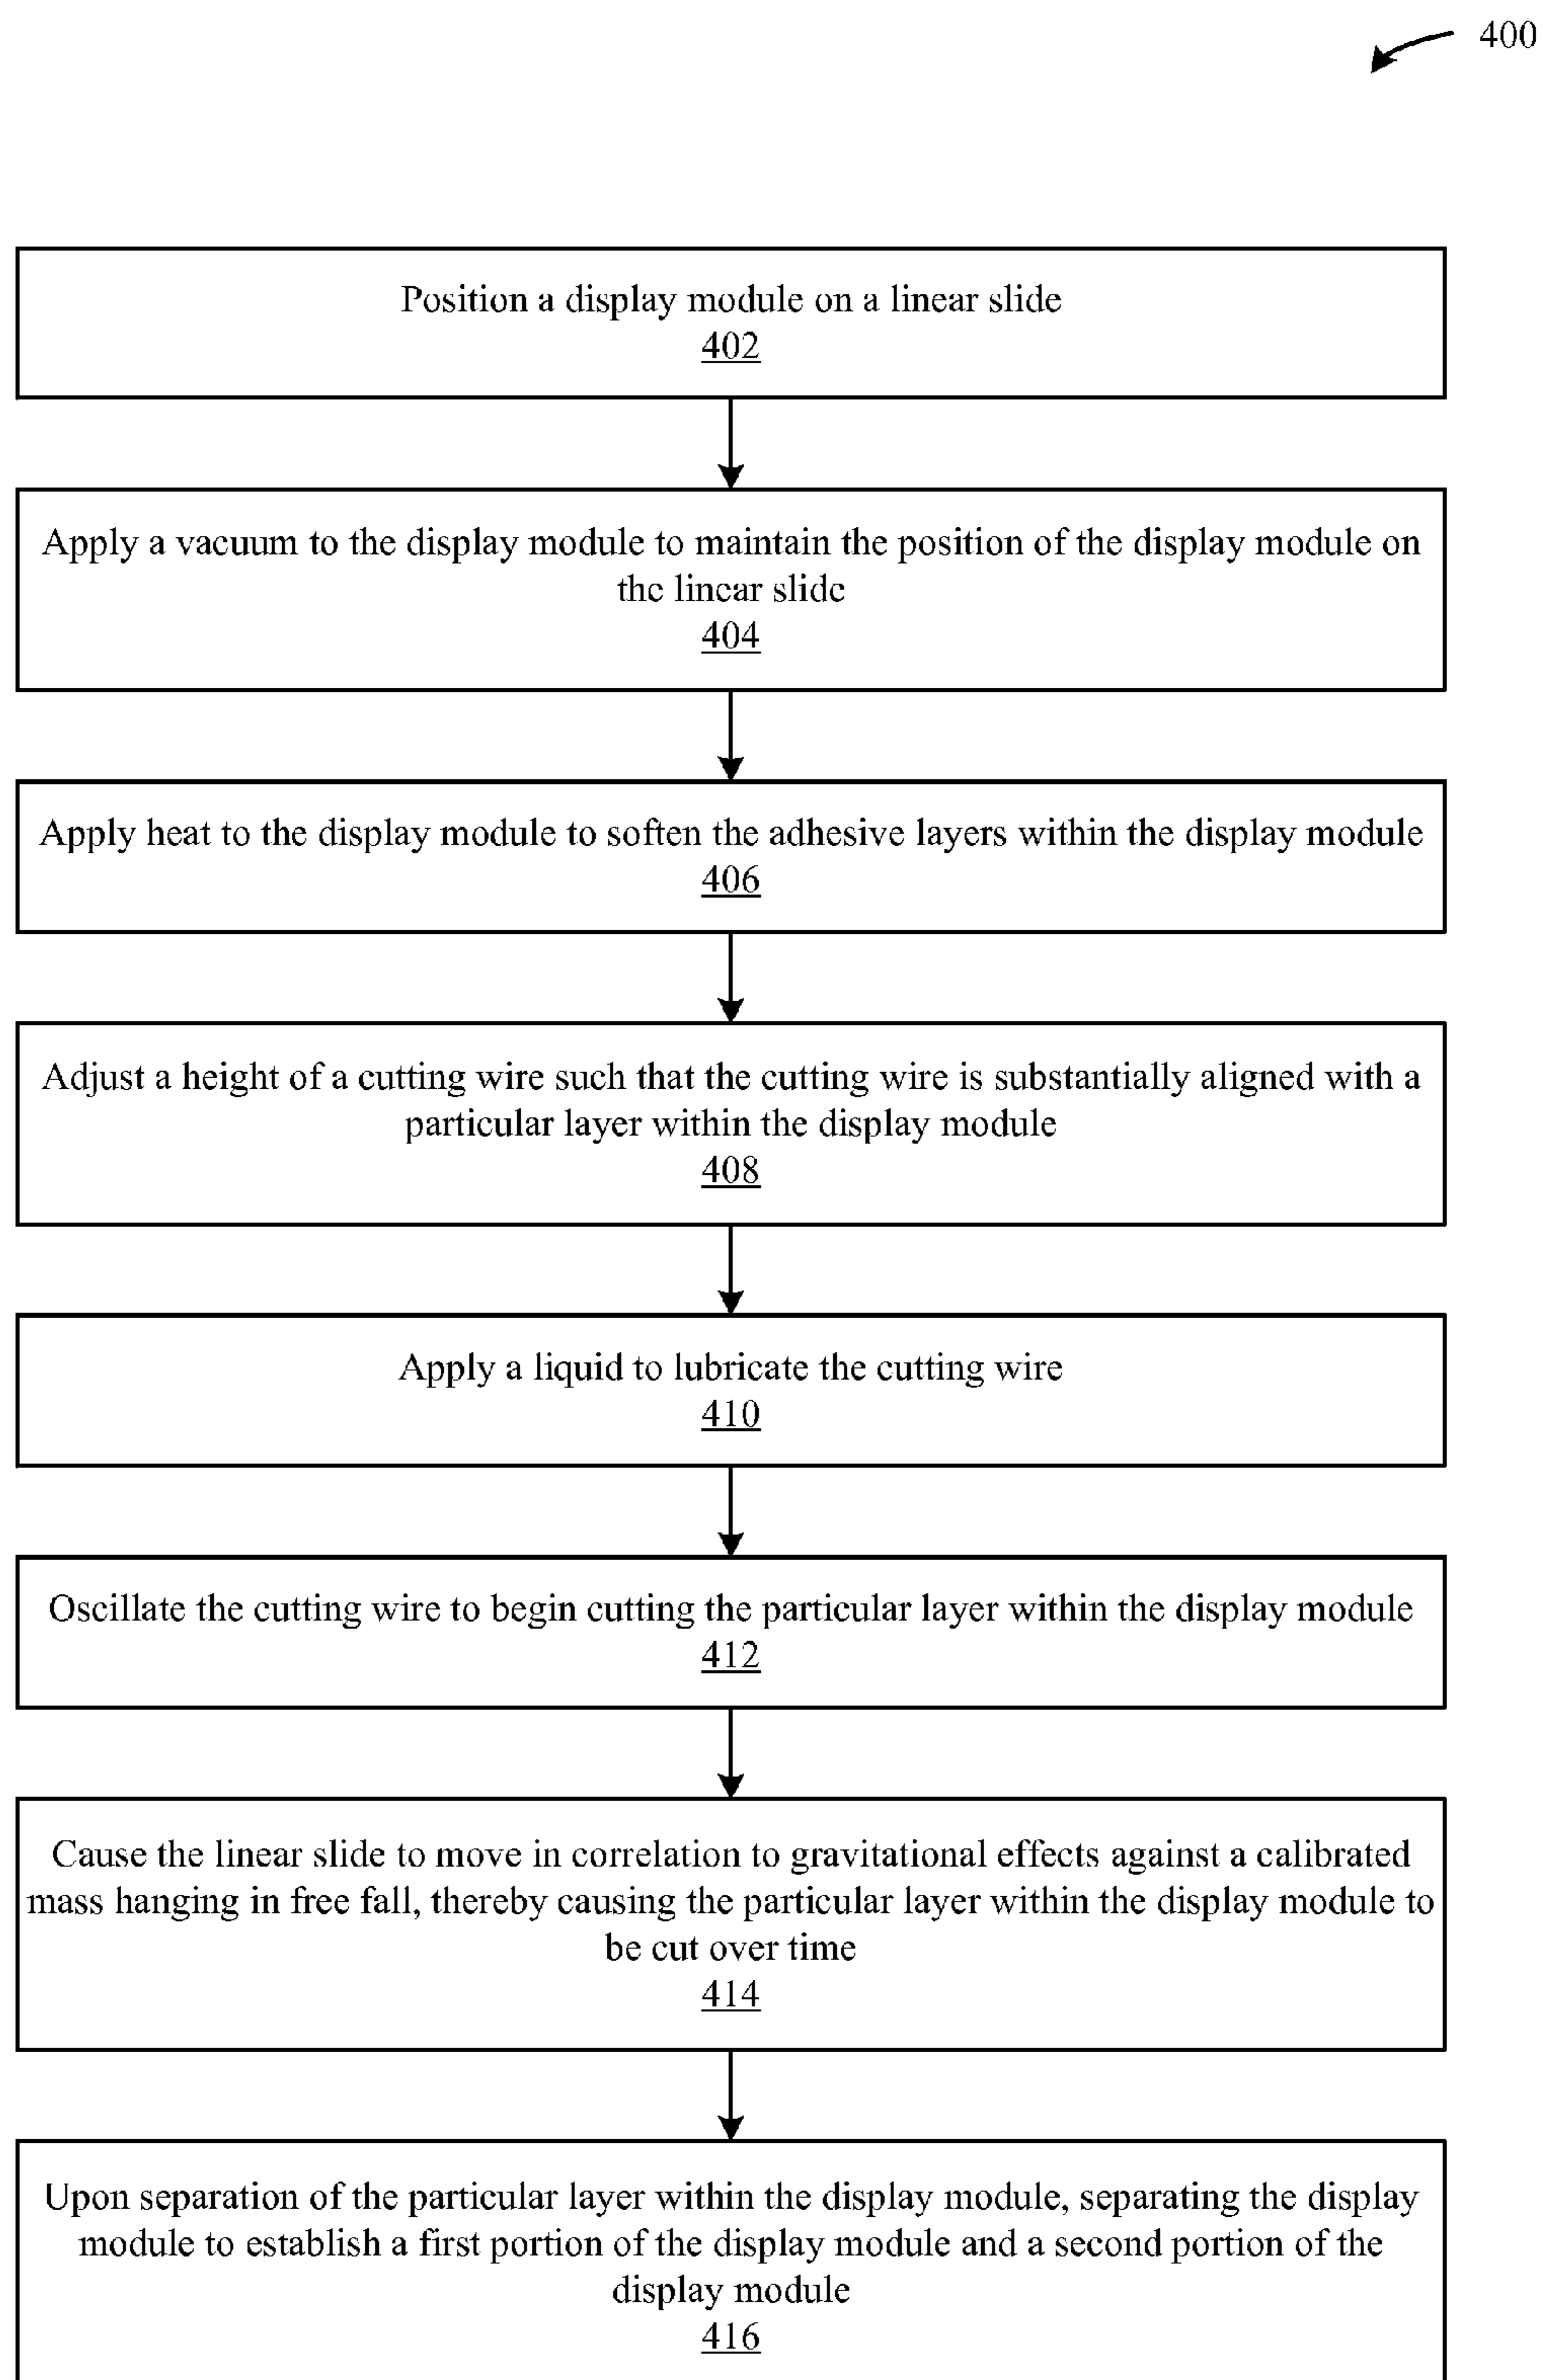 400
Position a display module on a linear slide
402
Apply a vacuum to the display module to maintain the position of the display module on
the linear slide
404
Apply heat to the display module to soften the adhesive layers within the display module
406
Adjust a height of a cutting wire such that the cutting wire is substantially aligned with a
particular layer within the display module
408
Apply a liquid to lubricate the cutting wire
410
Oscillate the cutting wire to begin cutting the particular layer within the display module
412
Cause the linear slide to move in correlation to gravitational effects against a calibrated
mass hanging in free fall, thereby causing the particular layer within the display module to
be cut over time
414
Upon separation of the particular layer within the display module, separating the display
module to establish a first portion of the display module and a second portion of the
display module
416